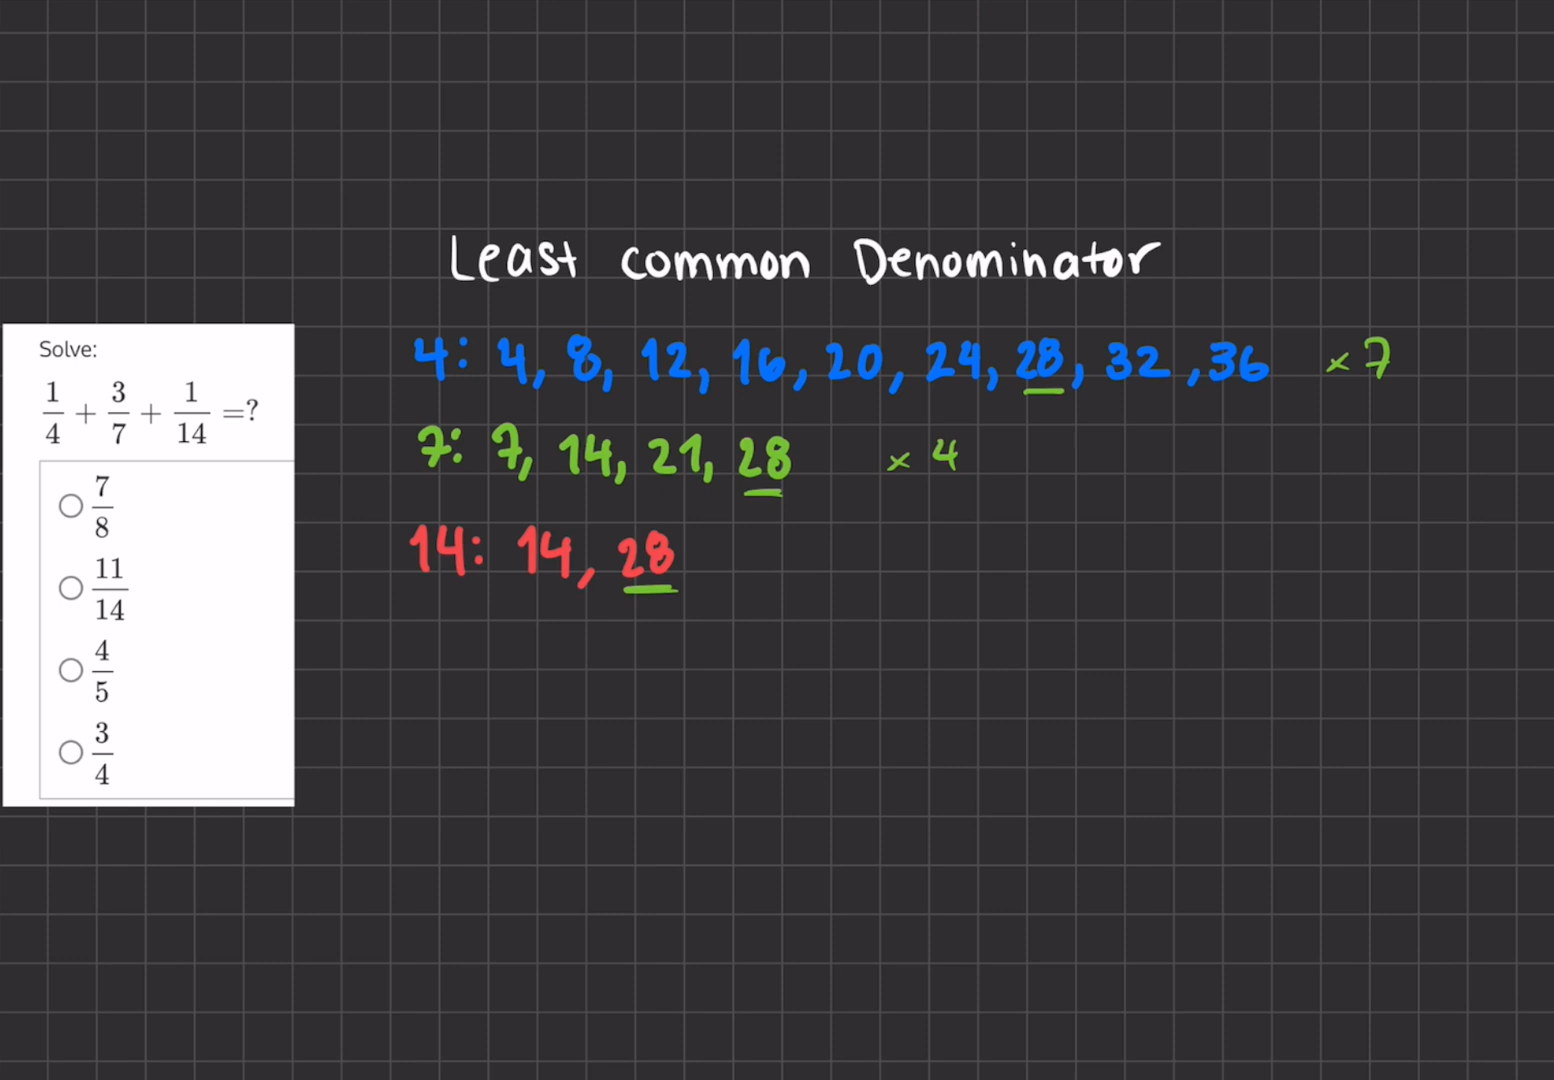 Least common Denominator
Solve:
1/4 + 3/7 + 1/14 =?
7/8
11/14
4/5
3/4
4: 4, 8, 12, 16, 20, 24, 28, 32, 36 × 7
7: 7, 14, 21, 28 × 4
14: 14, 28